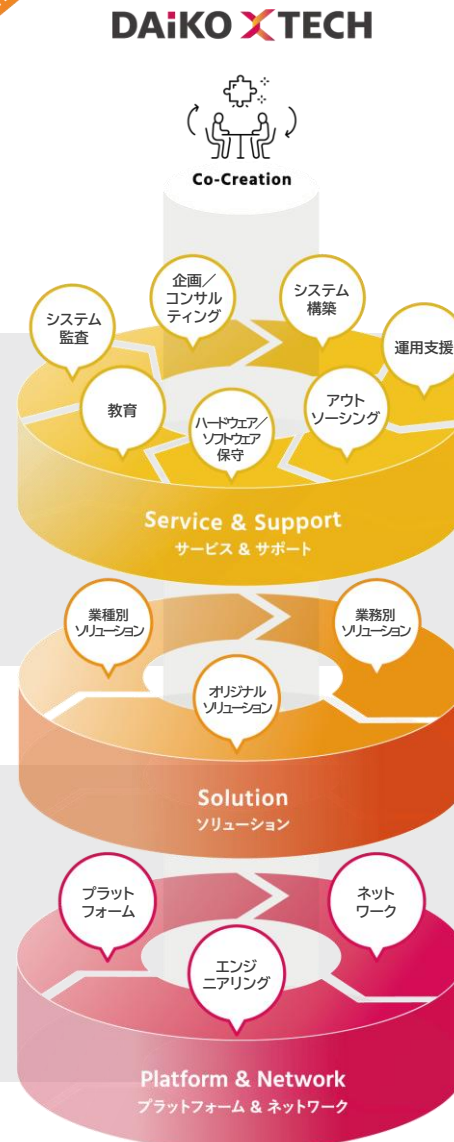 DAiKO XTECH
Co-Creation
企画／
コンサル
ティング
システム
構築
システム
監査
運用支援
教育
ハードウェア／
ソフトウェア
保守
アウト
ソーシング
Service & Support
サービス & サポート
業種別
ソリューション
業務別
ソリューション
オリジナル
ソリューション
Solution
ソリューション
プラット
フォーム
ネット
ワーク
エンジ
ニアリング
Platform & Network
プラットフォーム & ネットワーク